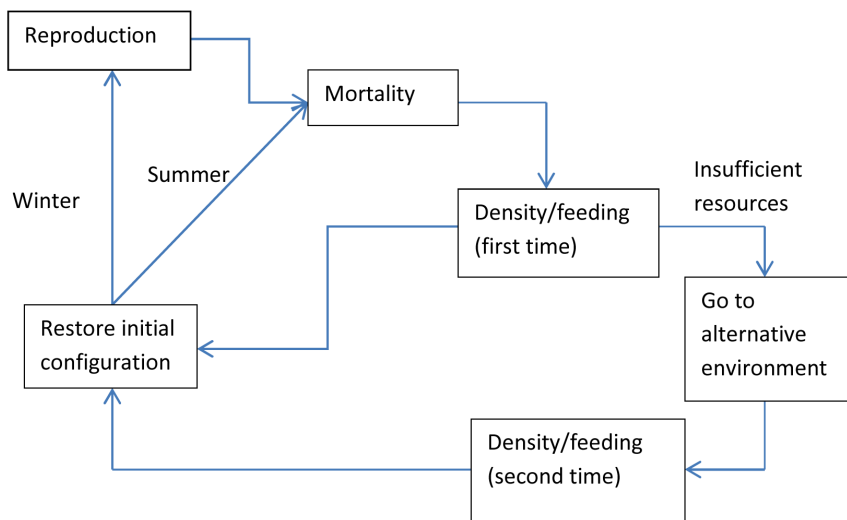 Reproduction
Mortality
Summer
Winter
Insufficient
resources
Density/feeding
(first time)
Go to
alternative
environment
Restore initial
configuration
Density/feeding
(second time)